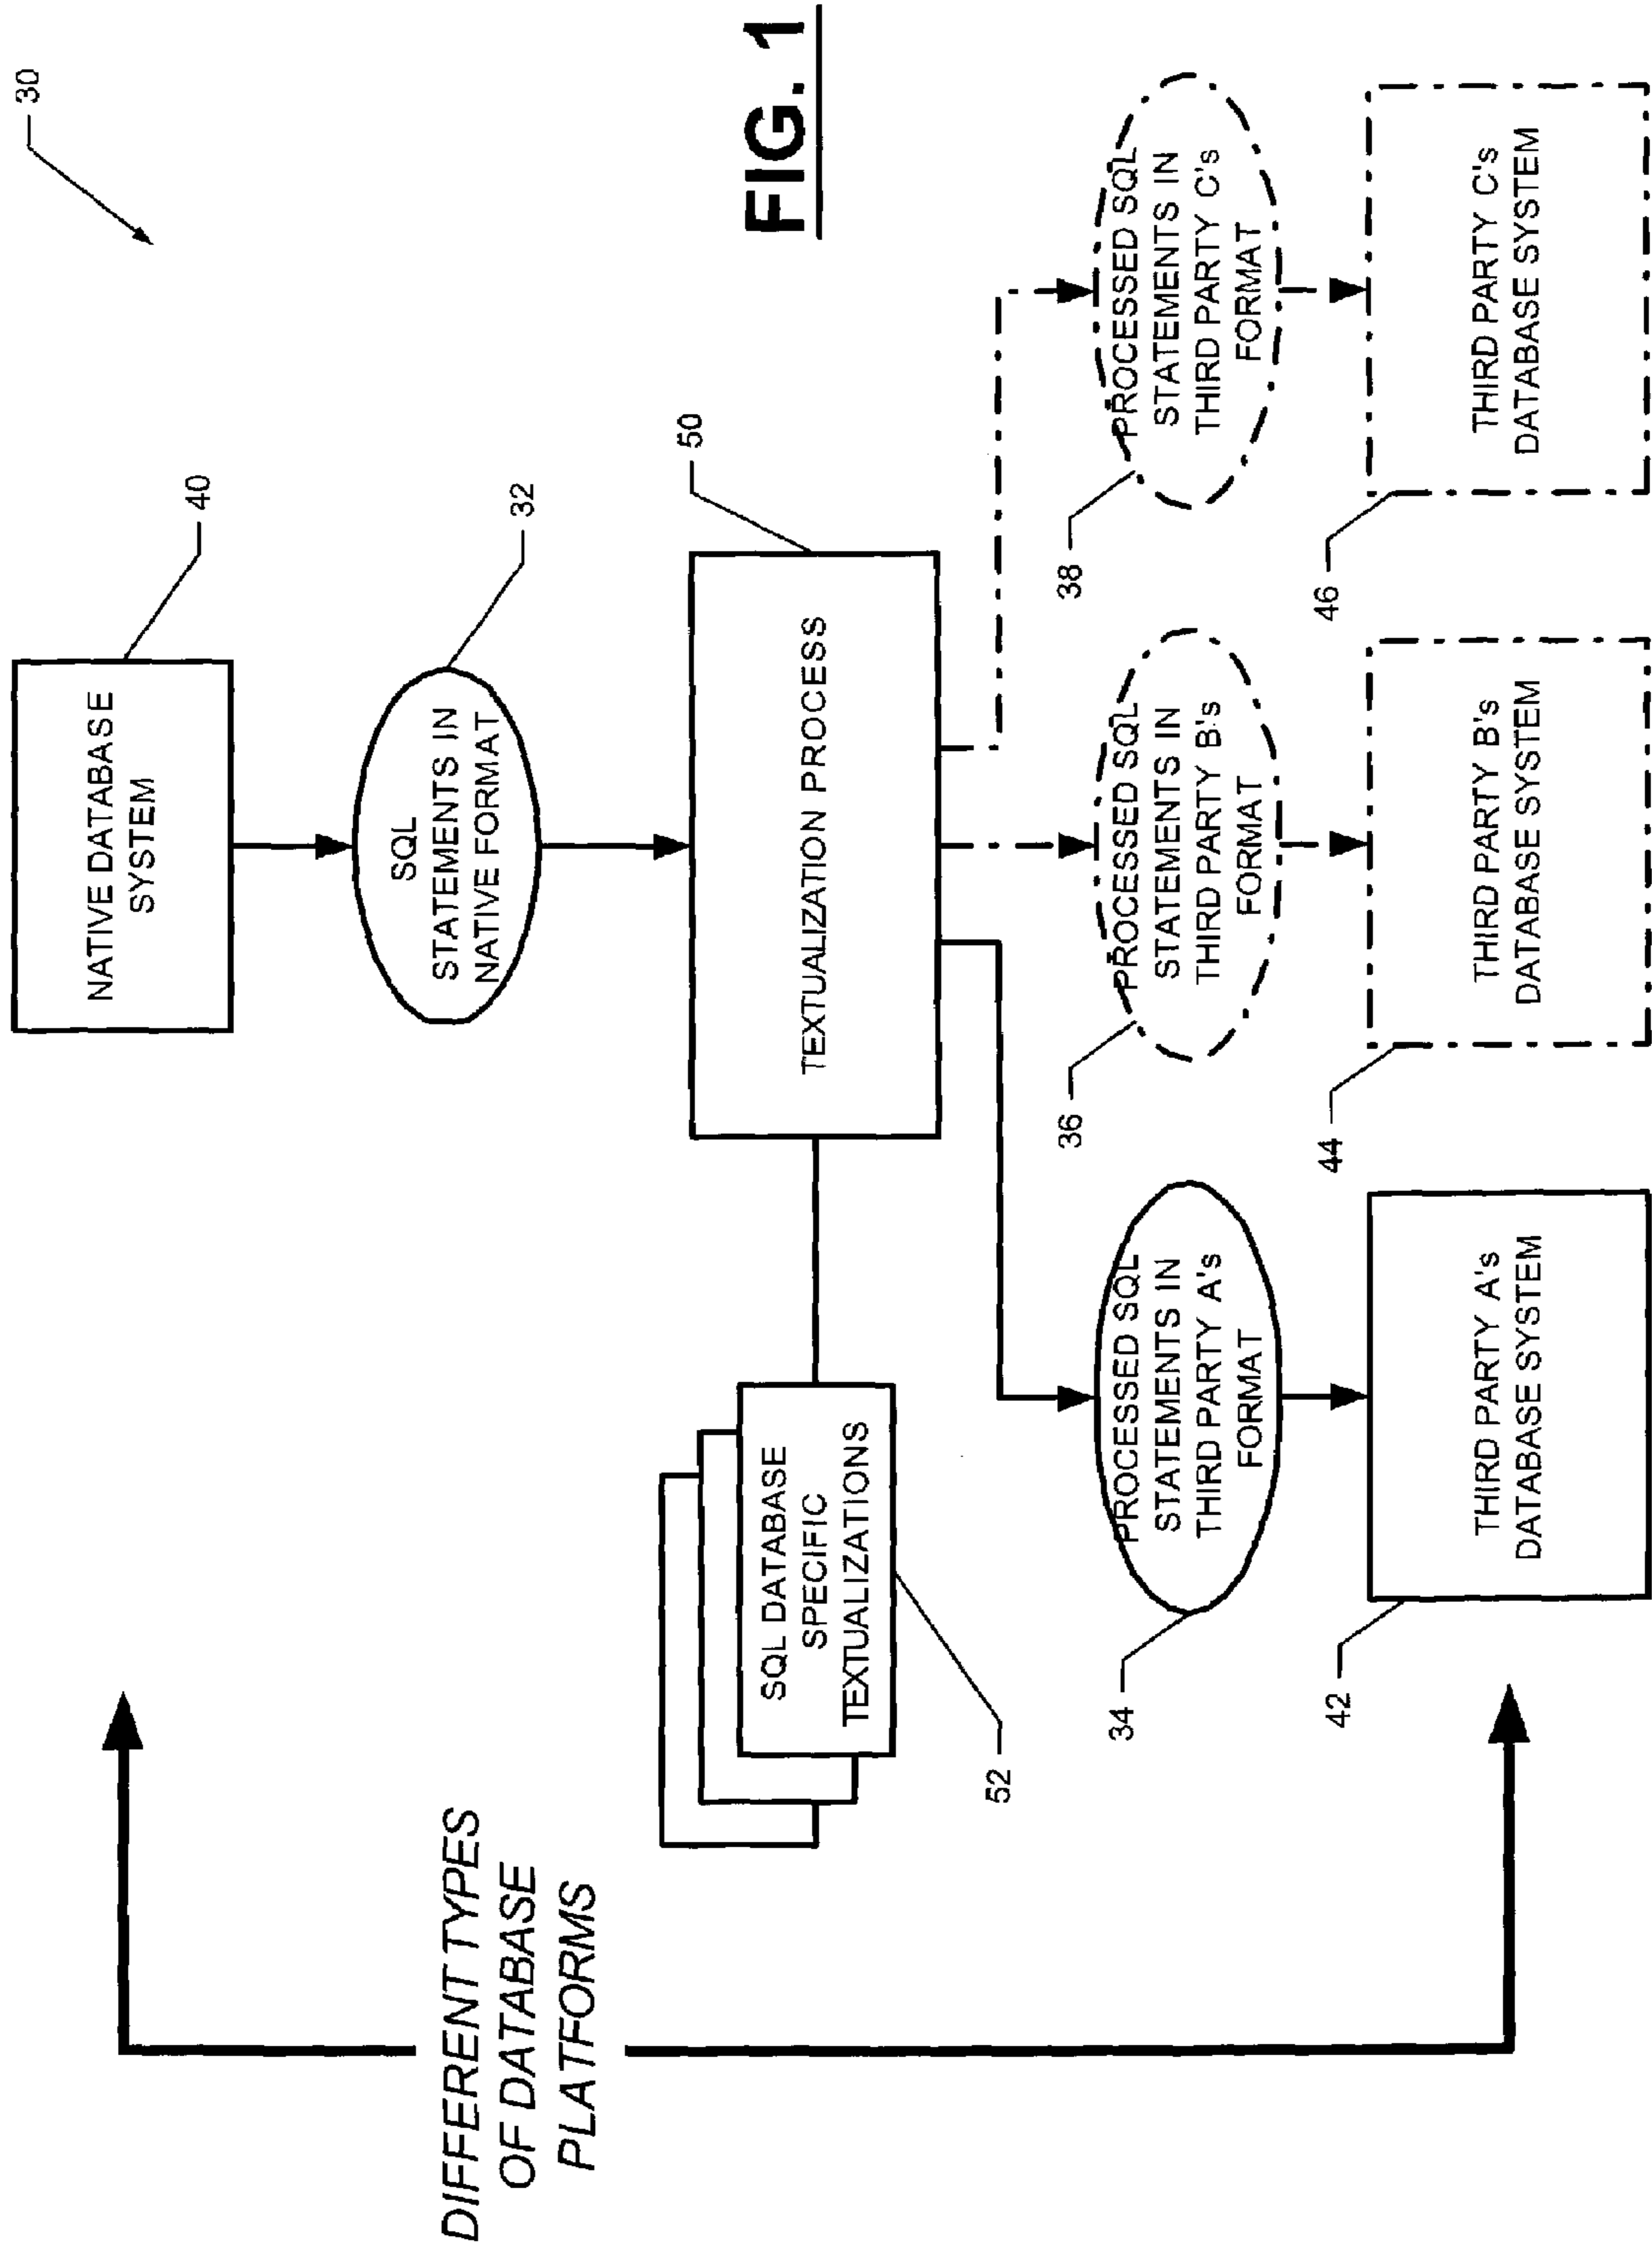 30
NATIVE DATABASE
SYSTEM
40
SQL
STATEMENTS IN
NATIVE FORMAT
32
DIFFERENT TYPES
OF DATABASE
PLATFORMS
SQL DATABASE
SPECIFIC
TEXTUALIZATIONS
52
TEXTUALIZATION PROCESS
50
FIG. 1
34
PROCESSED SQL
STATEMENTS IN
THIRD PARTY A's
FORMAT
36
PROCESSED SQL
STATEMENTS IN
THIRD PARTY B's
FORMAT
38
PROCESSED SQL
STATEMENTS IN
THIRD PARTY C's
FORMAT
42
THIRD PARTY A's
DATABASE SYSTEM
44
THIRD PARTY B's
DATABASE SYSTEM
46
THIRD PARTY C's
DATABASE SYSTEM